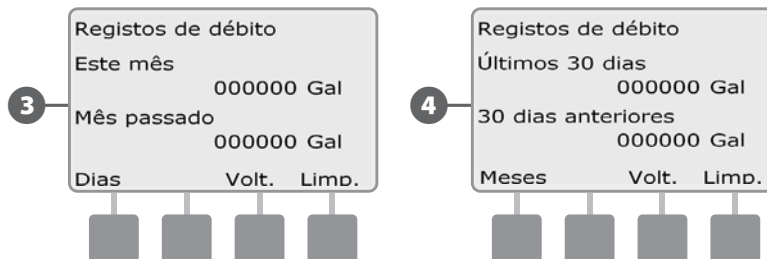 3
Registos de débito
Este mês
000000 Gal
Mês passado
000000 Gal
Dias Volt. Limp.
4
Registos de débito
Últimos 30 dias
000000 Gal
30 dias anteriores
000000 Gal
Meses Volt. Limp.